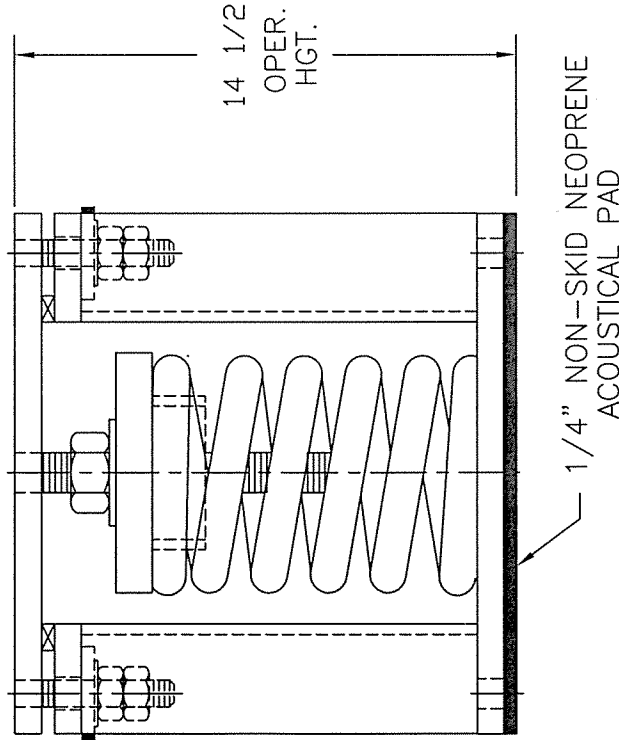 14 1/2
OPER.
HGT.
1/4" NON-SKID NEOPRENE
ACOUSTICAL PAD